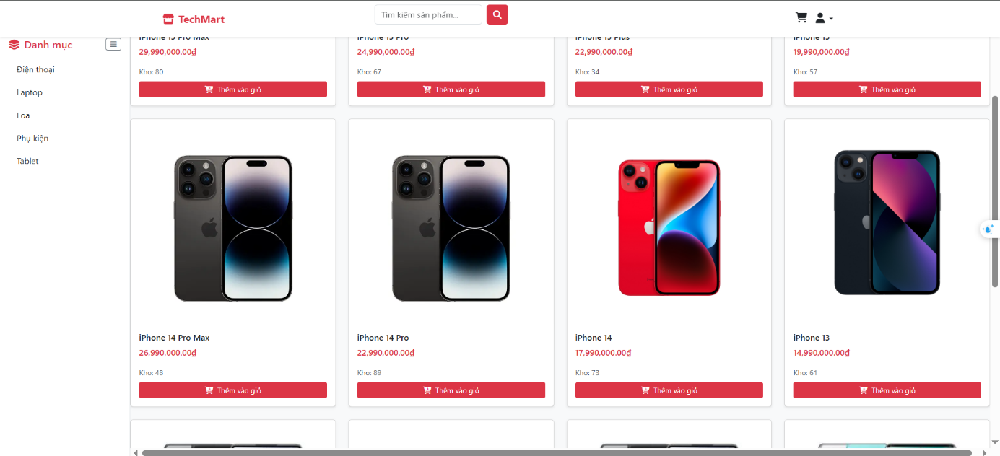 TechMart
Tìm kiếm sản phẩm...
Danh mục
Điện thoại
Laptop
Loa
Phụ kiện
Tablet
iPhone 15 Pro Max
29,990,000.00₫
Kho: 80
Thêm vào giỏ
iPhone 15 Pro
24,990,000.00₫
Kho: 67
Thêm vào giỏ
iPhone 15 Plus
22,990,000.00₫
Kho: 34
Thêm vào giỏ
iPhone 15
19,990,000.00₫
Kho: 57
Thêm vào giỏ
iPhone 14 Pro Max
26,990,000.00₫
Kho: 48
Thêm vào giỏ
iPhone 14 Pro
22,990,000.00₫
Kho: 89
Thêm vào giỏ
iPhone 14
17,990,000.00₫
Kho: 73
Thêm vào giỏ
iPhone 13
14,990,000.00₫
Kho: 61
Thêm vào giỏ